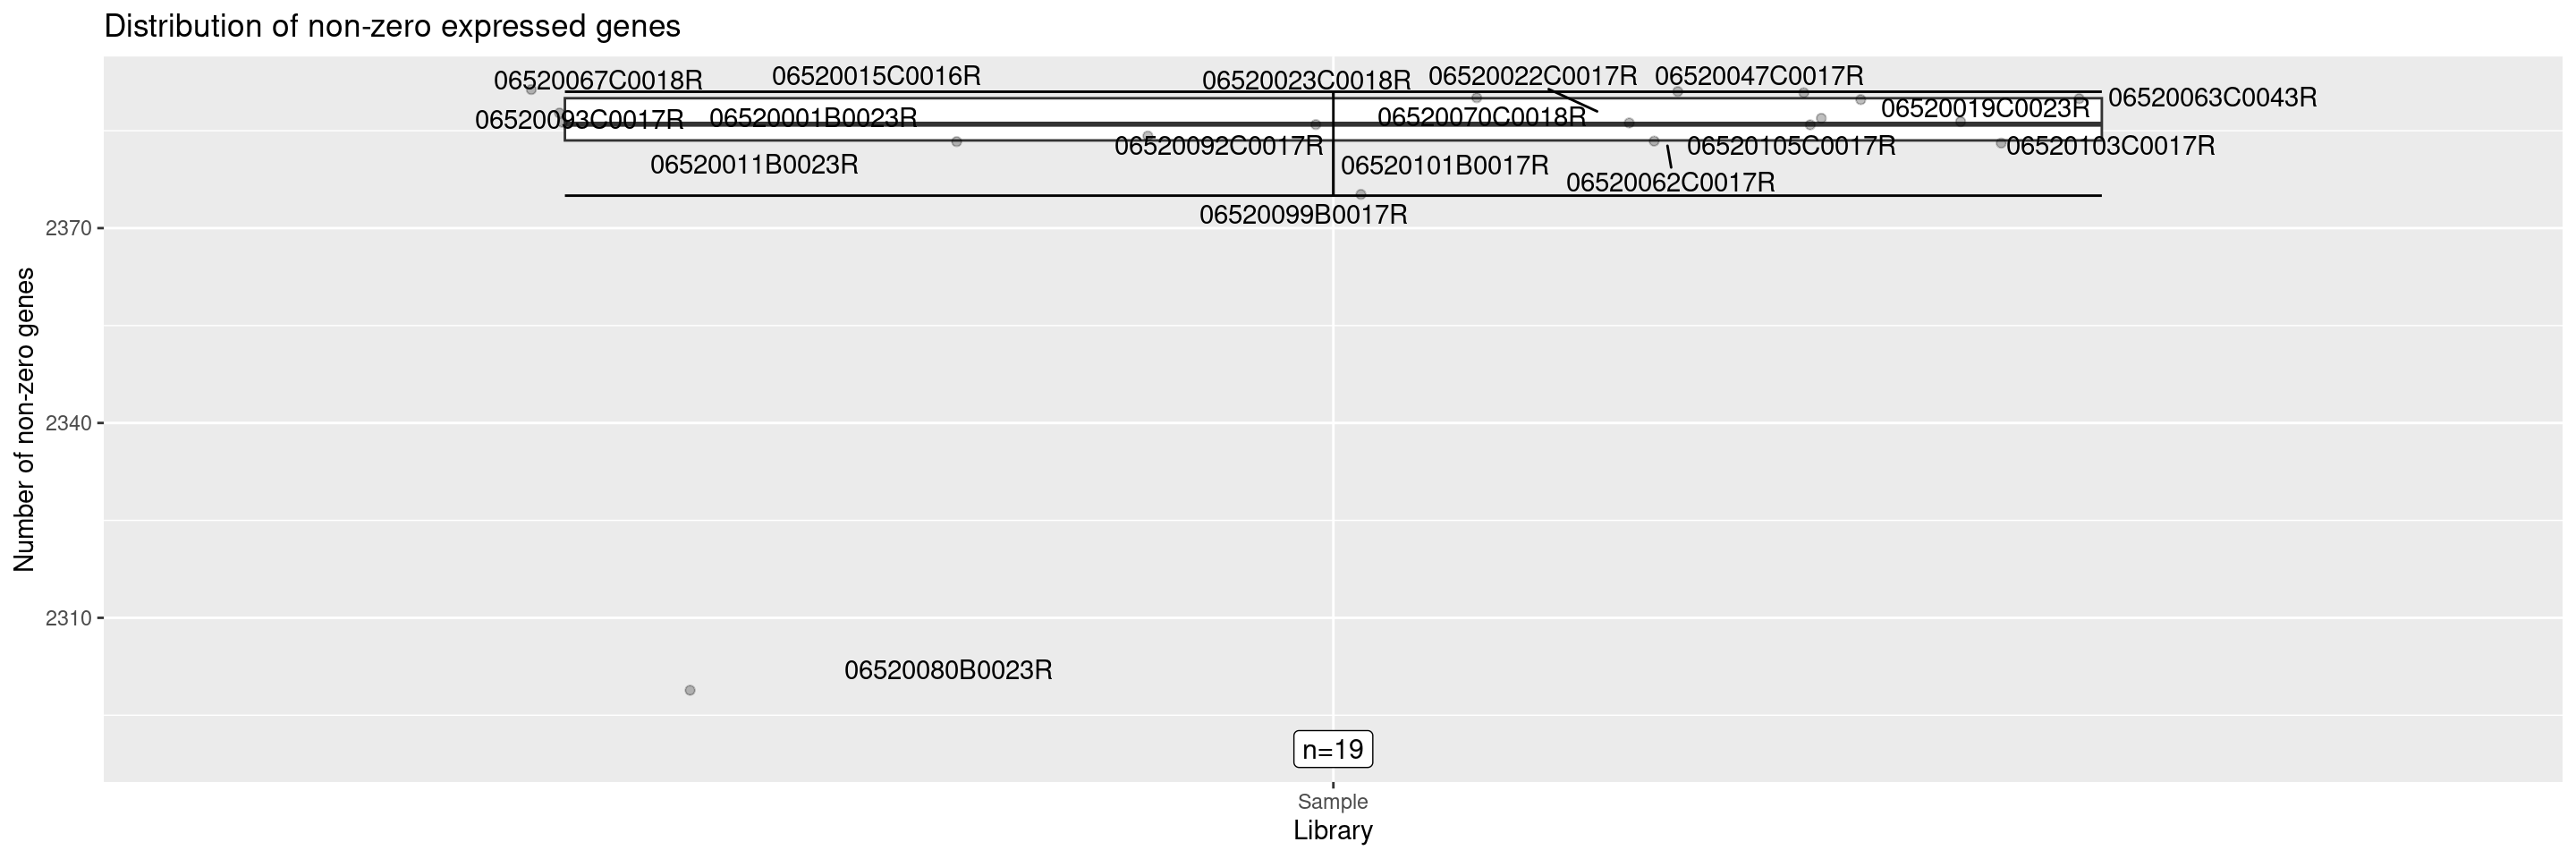 Distribution of non-zero expressed genes
06520067C0018R
06520015C0016R
06520023C0018R
06520022C0017R
06520047C0017R
06520063C0043R
06520019C0023R
06520093C0017R
06520001B0023R
06520070C0018R
06520092C0017R
06520105C0017R
06520103C0017R
06520011B0023R
06520101B0017R
06520062C0017R
06520099B0017R
2370
2340
2310
Number of non-zero genes
06520080B0023R
n=19
Sample
Library